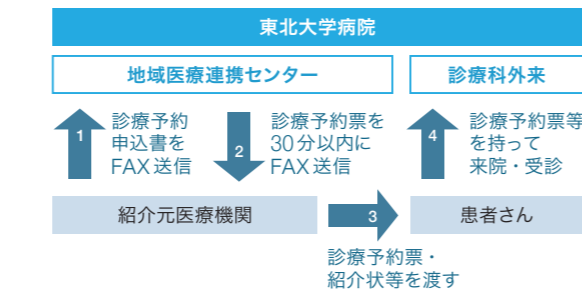 東北大学病院
地域医療連携センター
診療科外来
1
診療予約
申込書を
FAX送信
2
診療予約票を
30分以内に
FAX送信
4
診療予約票等
を持って
来院・受診
紹介元医療機関
3
患者さん
診療予約票・
紹介状等を渡す